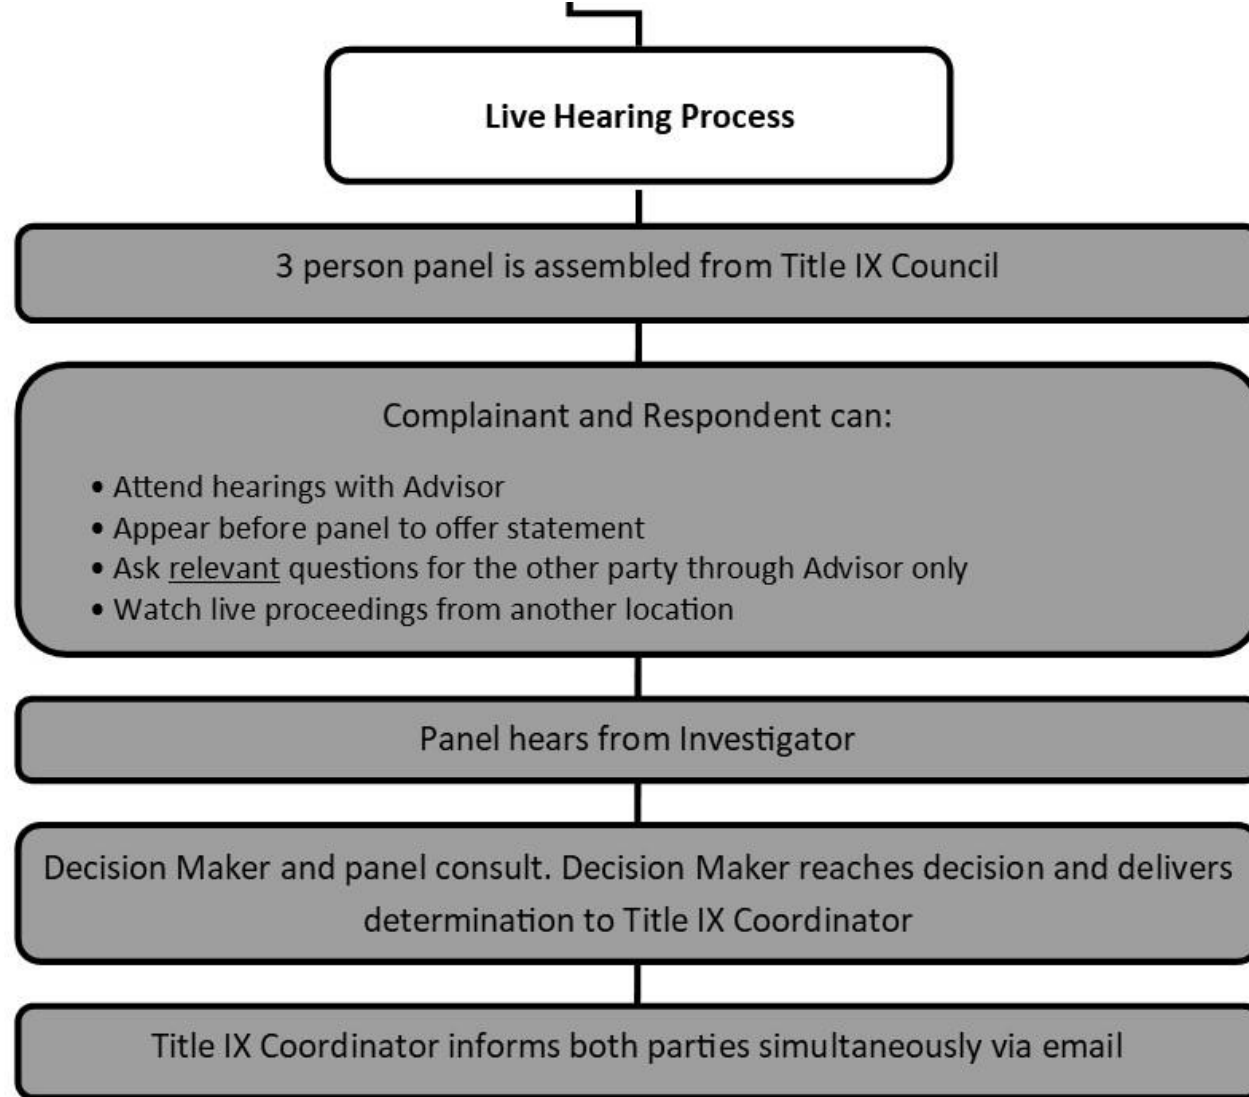 Live Hearing Process
3 person panel is assembled from Title IX Council
Complainant and Respondent can:
• Attend hearings with Advisor
• Appear before panel to offer statement
• Ask relevant questions for the other party through Advisor only
• Watch live proceedings from another location
Panel hears from Investigator
Decision Maker and panel consult. Decision Maker reaches decision and delivers
determination to Title IX Coordinator
Title IX Coordinator informs both parties simultaneously via email